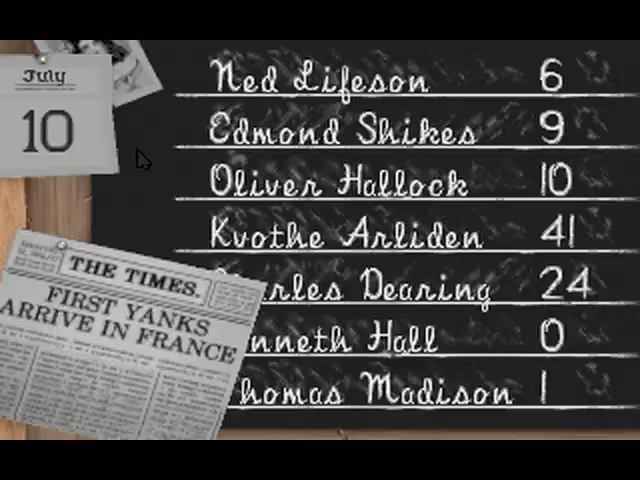 July
10
Ned Lifeson 6
Edmond Shikes 9
Oliver Hallock 10
Kvothe Arliden 41
arles Dearing 24
nneth Hall 0
homas Madison 1
THE TIMES.
FIRST YANKS
ARRIVE IN FRANCE